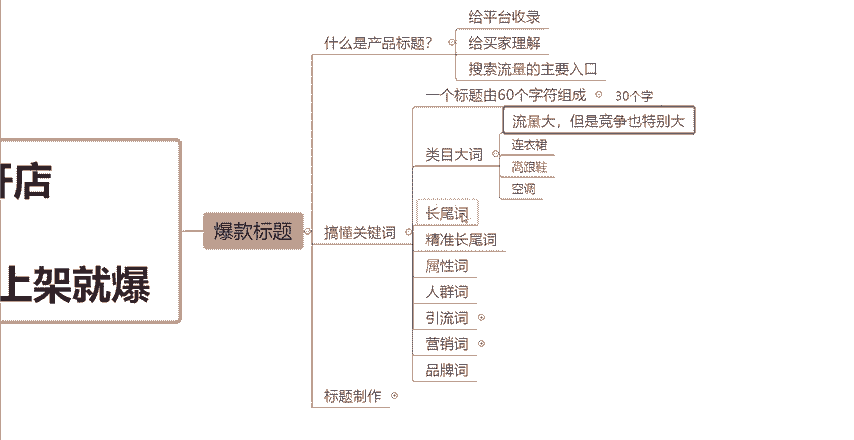 开店
上架就爆
爆款标题
什么是产品标题？
给平台收录
给买家理解
搜索流量的主要入口
搞懂关键词
一个标题由60个字符组成
30个字
类目大词
流量大，但是竞争也特别大
连衣裙
高跟鞋
空调
长尾词
精准长尾词
属性词
人群词
引流词
营销词
品牌词
标题制作